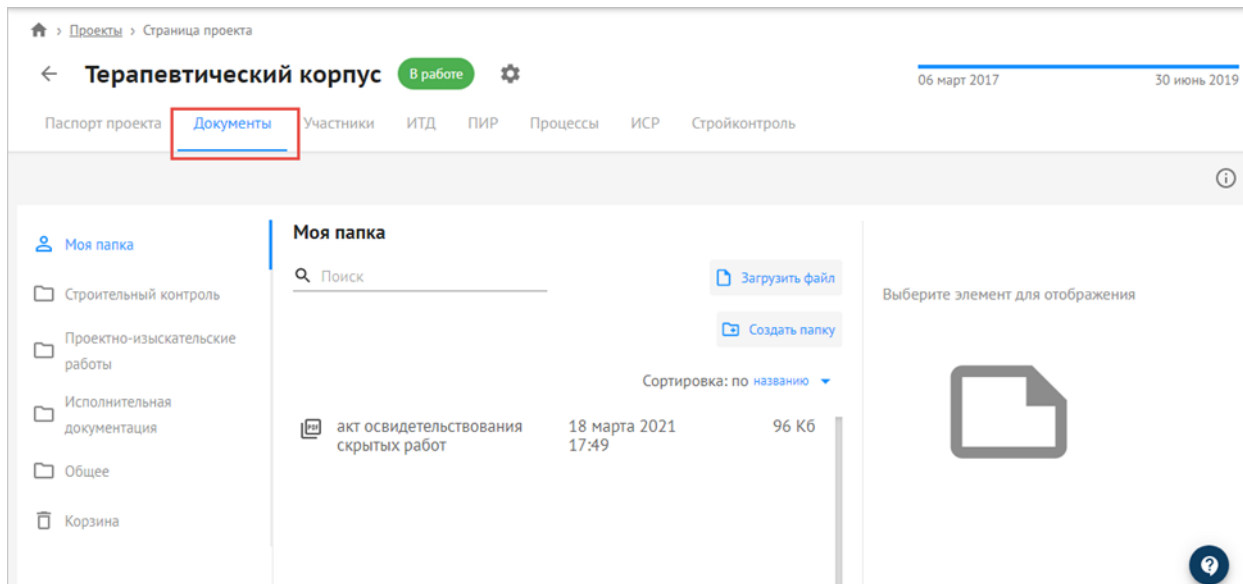 Проекты › Страница проекта
Терапевтический корпус В работе
06 март 2017 30 июнь 2019
Паспорт проекта Документы Участники ИТД ПИР Процессы ИСР Стройконтроль
Моя папка
Строительный контроль
Проектно-изыскательские
работы
Исполнительная
документация
Общее
Корзина
Моя папка
Поиск
Загрузить файл
Создать папку
Сортировка: по названию
PDF акт освидетельствования 18 марта 2021 96 Кб
скрытых работ 17:49
Выберите элемент для отображения